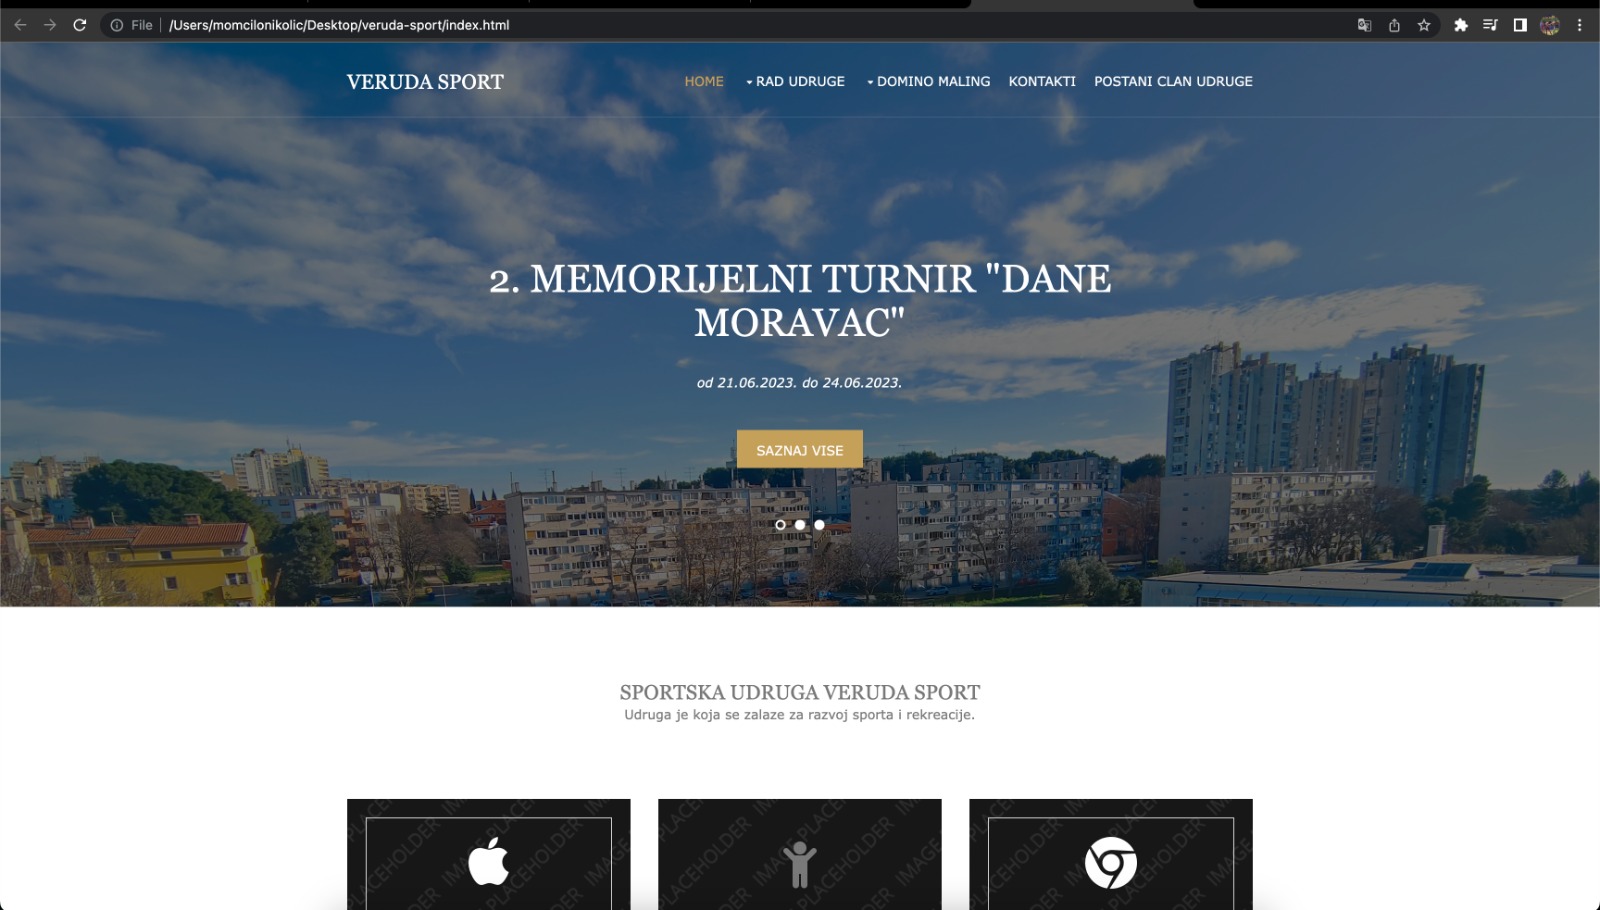 File | /Users/momcilonikolic/Desktop/veruda-sport/index.html
VERUDA SPORT
HOME RAD UDRUGE DOMINO MALING KONTAKTI POSTANI CLAN UDRUGE
2. MEMORIJELNI TURNIR "DANE
MORAVAC"
od 21.06.2023. do 24.06.2023.
SAZNAJ VISE
SPORTSKA UDRUGA VERUDA SPORT
Udruga je koja se zalaze za razvoj sporta i rekreacije.
IMAGE PLACEHOLDER
IMAGE PLACEHOLDER
IMAGE PLACEHOLDER